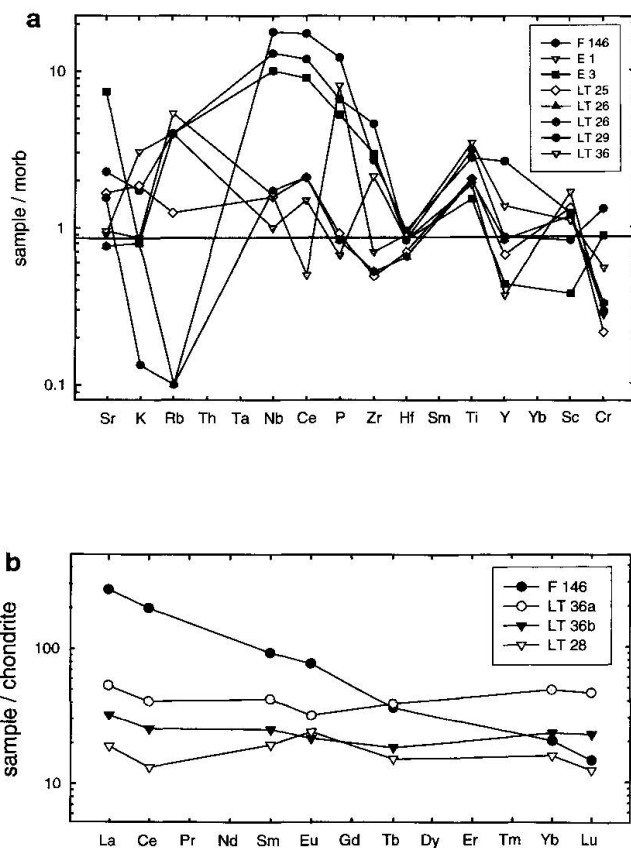 a
sample / morb
10
1
0.1
F 146
E 1
E 3
LT 25
LT 26
LT 26
LT 29
LT 36
Sr K Rb Th Ta Nb Ce P Zr Hf Sm Ti Y Yb Sc Cr
b
sample / chondrite
100
10
F 146
LT 36a
LT 36b
LT 28
La Ce Pr Nd Sm Eu Gd Tb Dy Er Tm Yb Lu